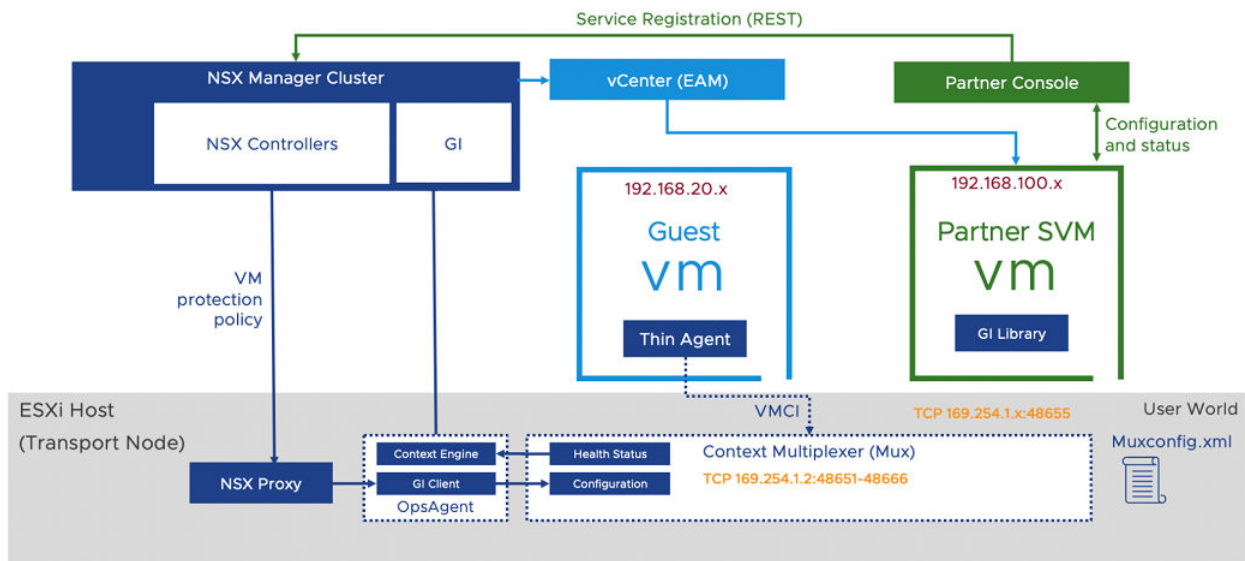 Service Registration (REST)
NSX Manager Cluster
NSX Controllers
GI
vCenter (EAM)
Partner Console
Configuration
and status
192.168.20.x
Guest
vm
Thin Agent
192.168.100.x
Partner SVM
vm
GI Library
VM
protection
policy
ESXi Host
(Transport Node)
VMCI
TCP 169.254.1.x:48655
User World
Muxconfig.xml
NSX Proxy
Context Engine
GI Client
OpsAgent
Health Status
Configuration
Context Multiplexer (Mux)
TCP 169.254.1.2:48651-48666